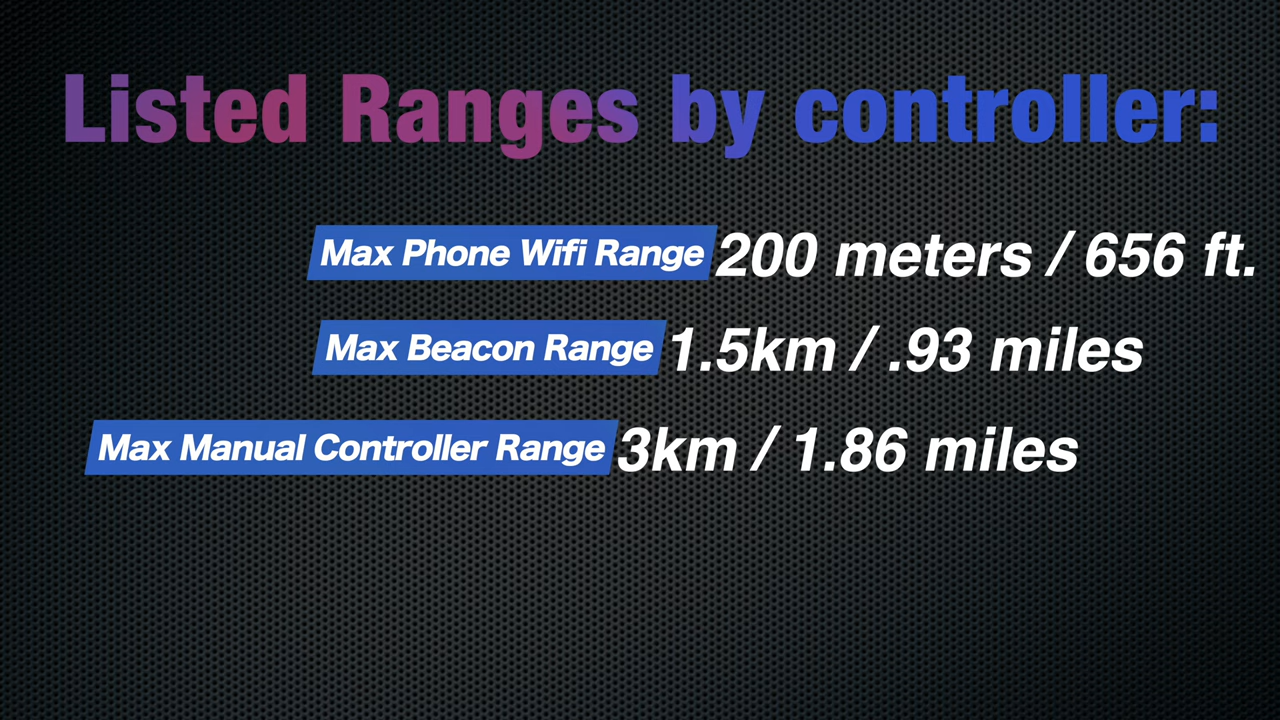 Listed Ranges by controller:
Max Phone Wifi Range 200 meters / 656 ft.
Max Beacon Range 1.5km / .93 miles
Max Manual Controller Range 3km / 1.86 miles